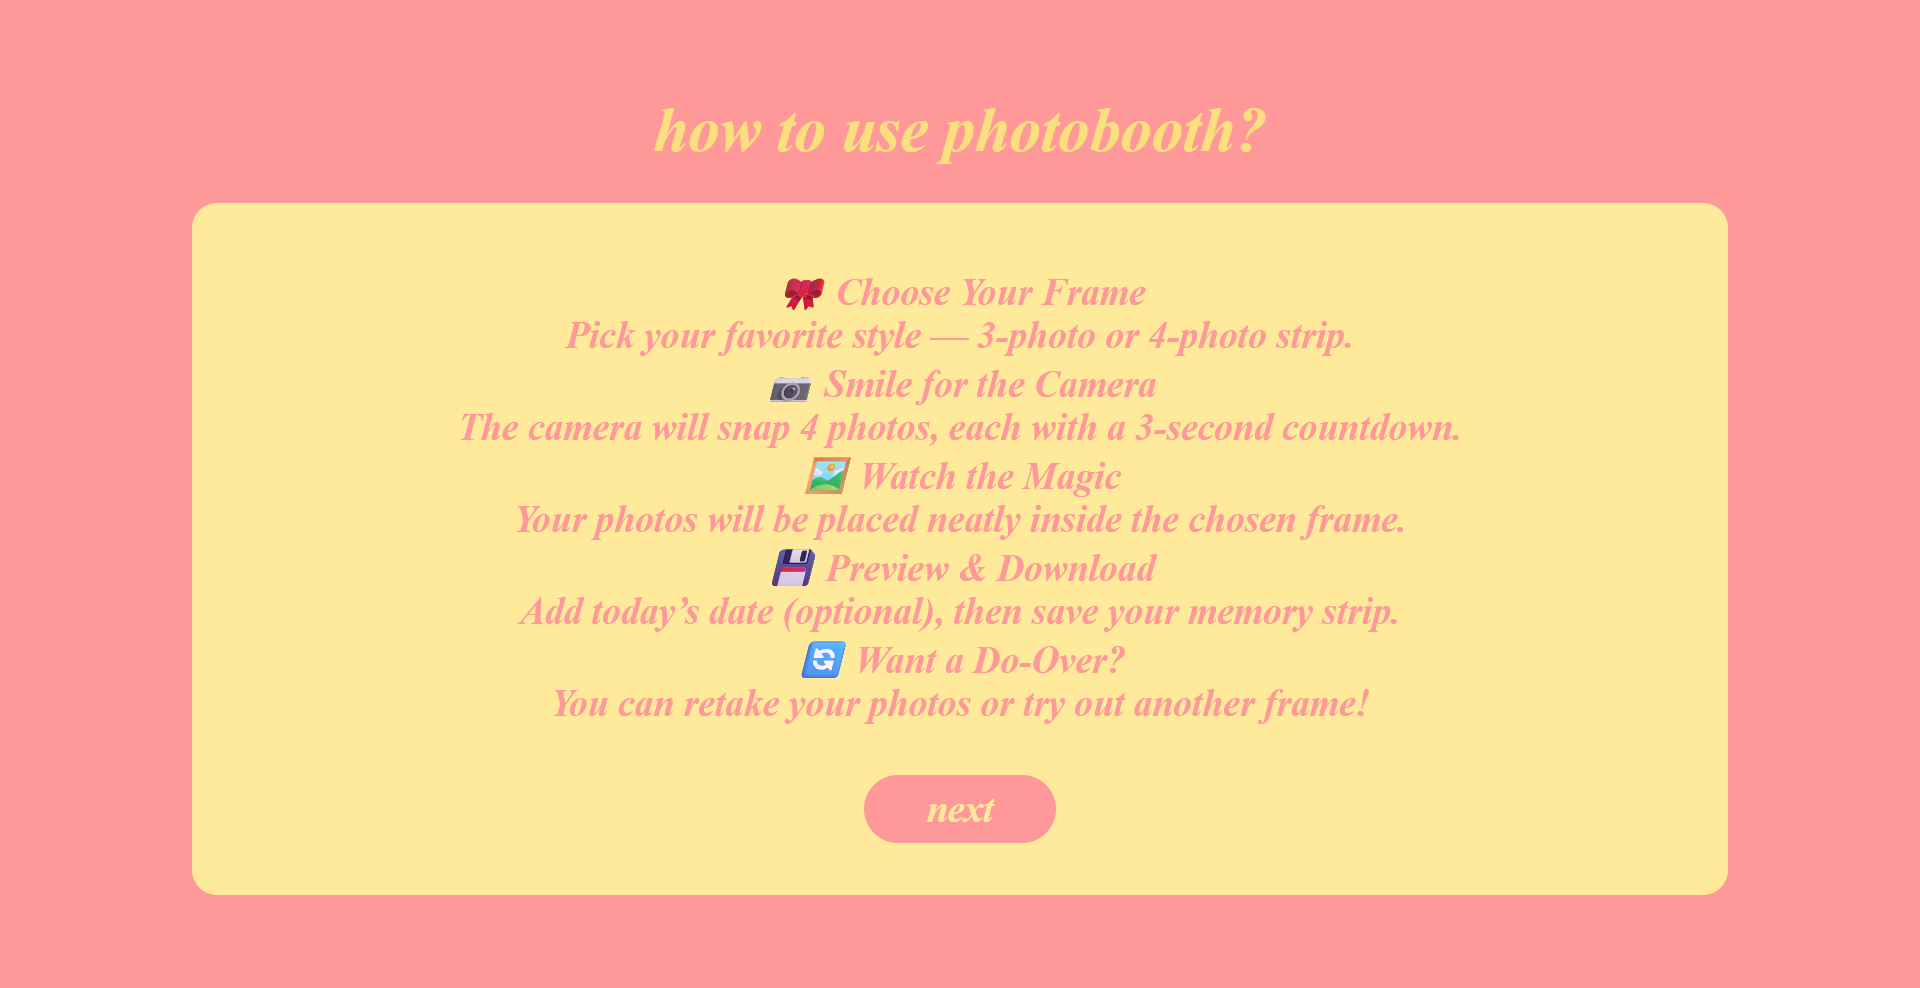 how to use photobooth?
🎀 Choose Your Frame
Pick your favorite style — 3-photo or 4-photo strip.
📷 Smile for the Camera
The camera will snap 4 photos, each with a 3-second countdown.
🖼️ Watch the Magic
Your photos will be placed neatly inside the chosen frame.
💾 Preview & Download
Add today’s date (optional), then save your memory strip.
🔄 Want a Do-Over?
You can retake your photos or try out another frame!
next